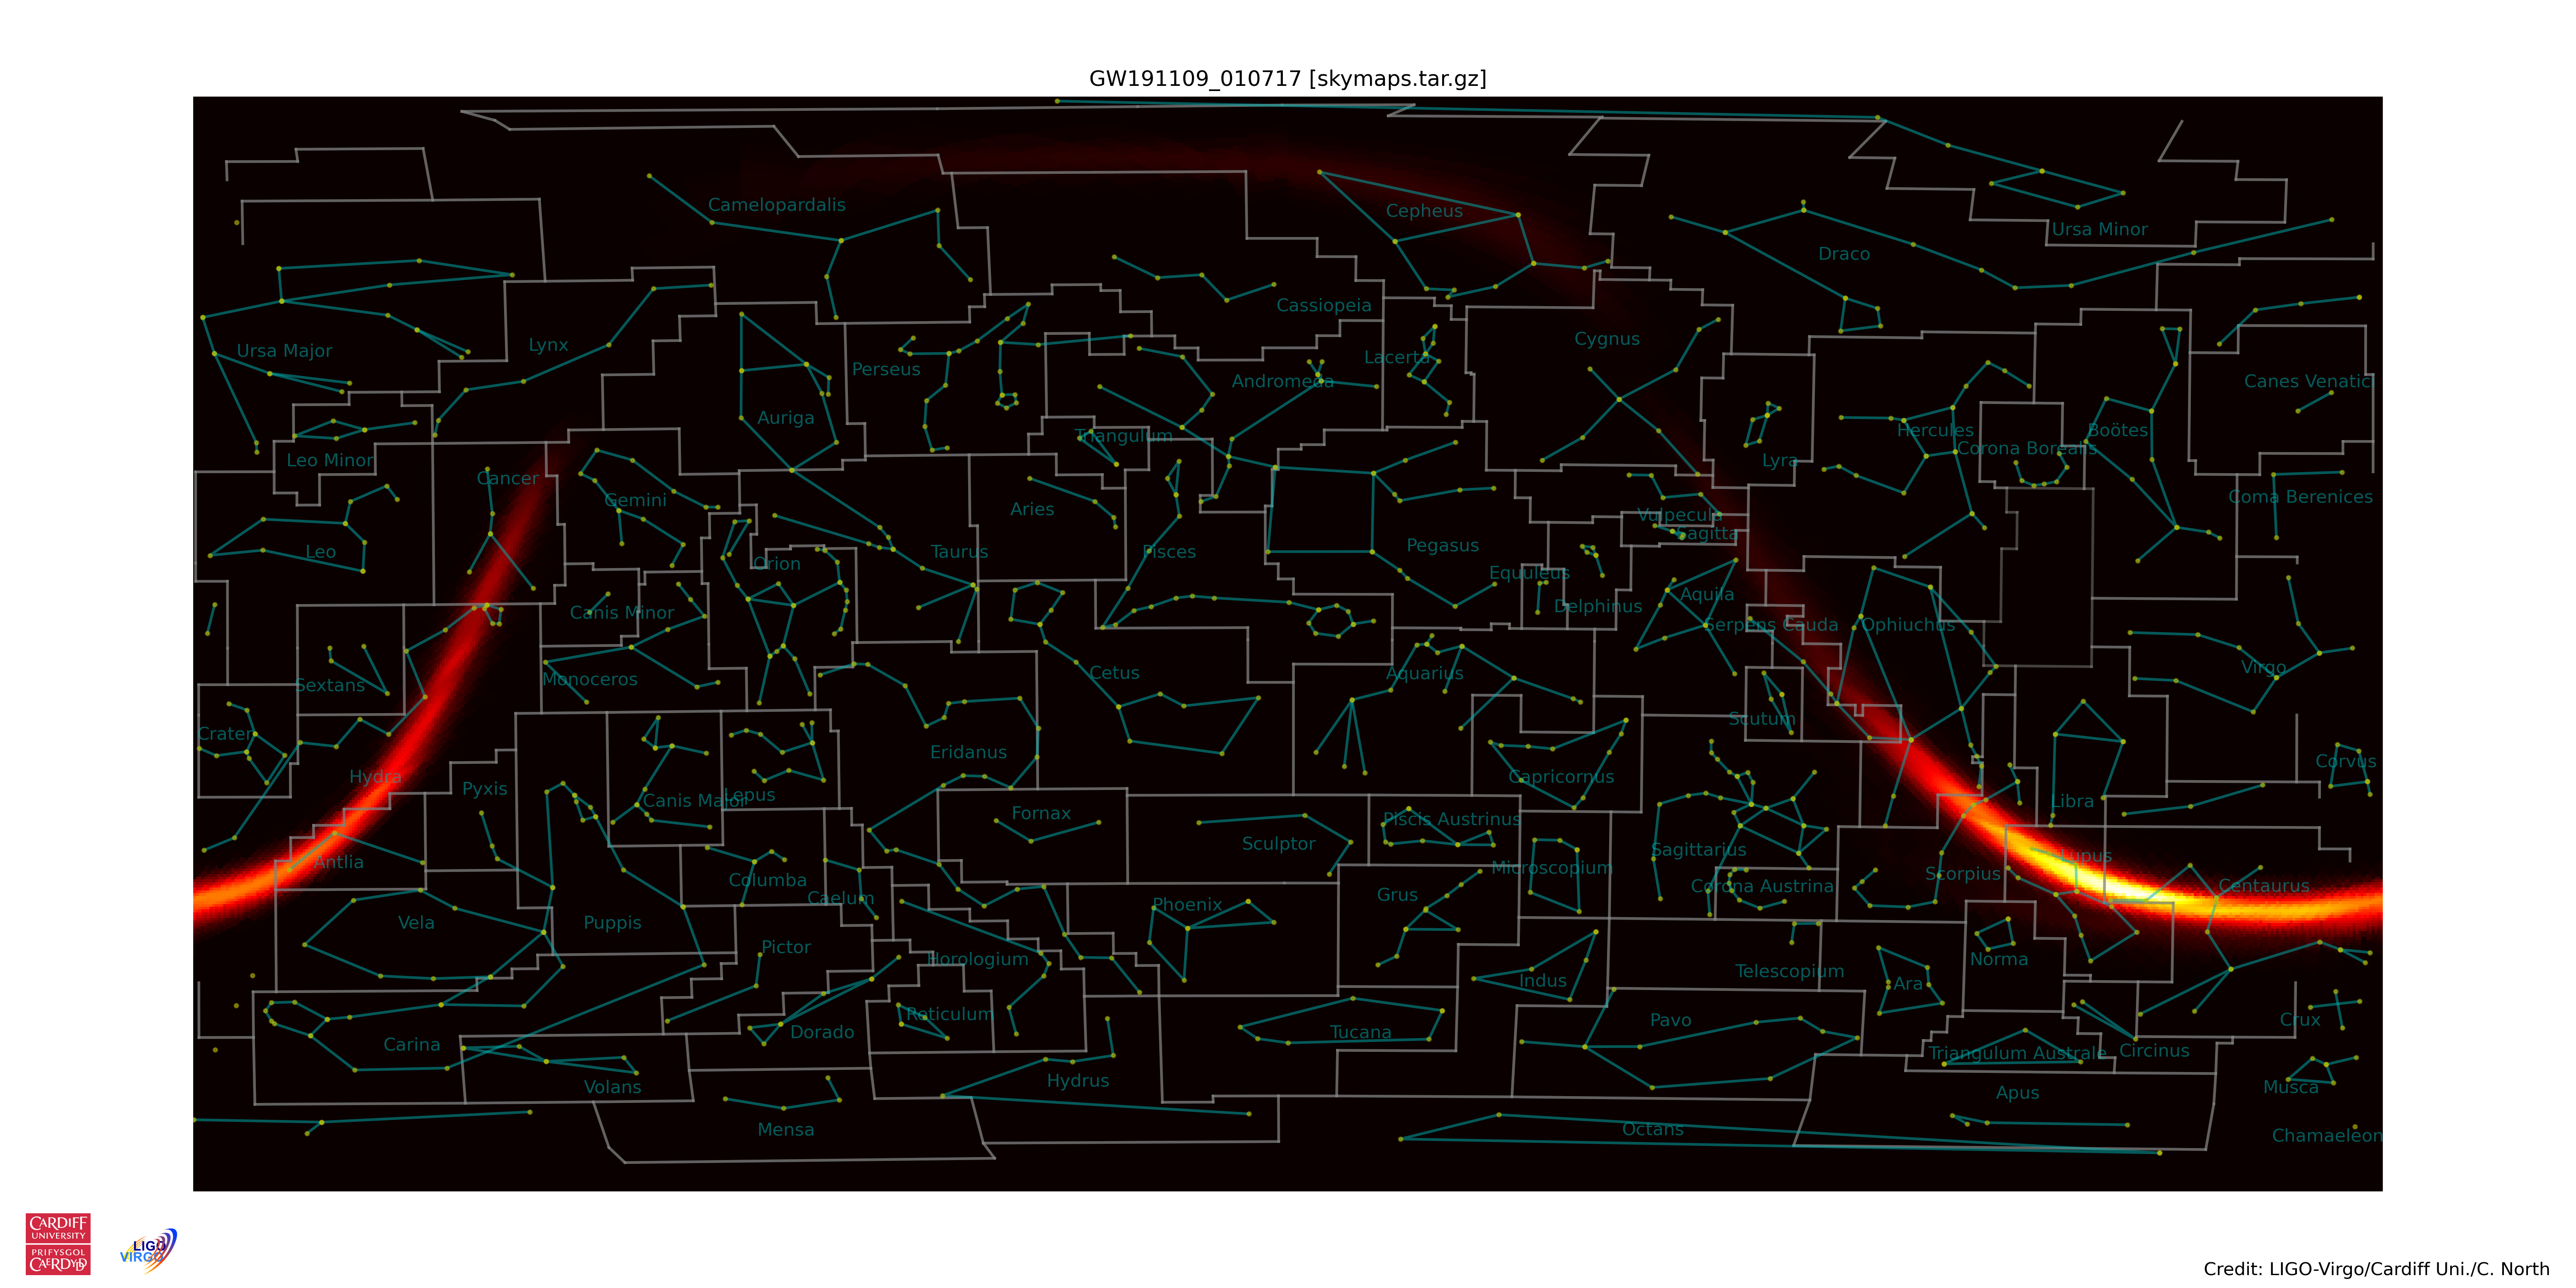 GW191109_010717 [skymaps.tar.gz]
Camelopardalis
Cepheus
Ursa Minor
Draco
Cassiopeia
Ursa Major
Lynx
Cygnus
Perseus
Lacerta
Andromeda
Canes Venatici
Auriga
Triangulum
Hercules
Boötes
Corona Borealis
Leo Minor
Lyra
Cancer
Gemini
Coma Berenices
Aries
Vulpecula
Sagitta
Leo
Taurus
Pisces
Pegasus
Orion
Equuleus
Canis Minor
Delphinus
Aquila
Serpens Cauda
Ophiuchus
Virgo
Sextans
Monoceros
Cetus
Aquarius
Scutum
Crater
Eridanus
Corvus
Hydra
Capricornus
Pyxis
Canis Major
Lepus
Libra
Fornax
Piscis Austrinus
Sculptor
Sagittarius
Antlia
Lupus
Microscopium
Scorpius
Columba
Corona Austrina
Centaurus
Caelum
Grus
Phoenix
Vela
Puppis
Pictor
Horologium
Norma
Telescopium
Indus
Ara
Reticulum
Pavo
Crux
Dorado
Tucana
Carina
Triangulum Australe
Circinus
Hydrus
Volans
Musca
Apus
Mensa
Octans
Chamaeleon
CARDIFF
UNIVERSITY
PRIFYSGOL
CAERDYDD
LIGO
VIRGO
Credit: LIGO-Virgo/Cardiff Uni./C. North